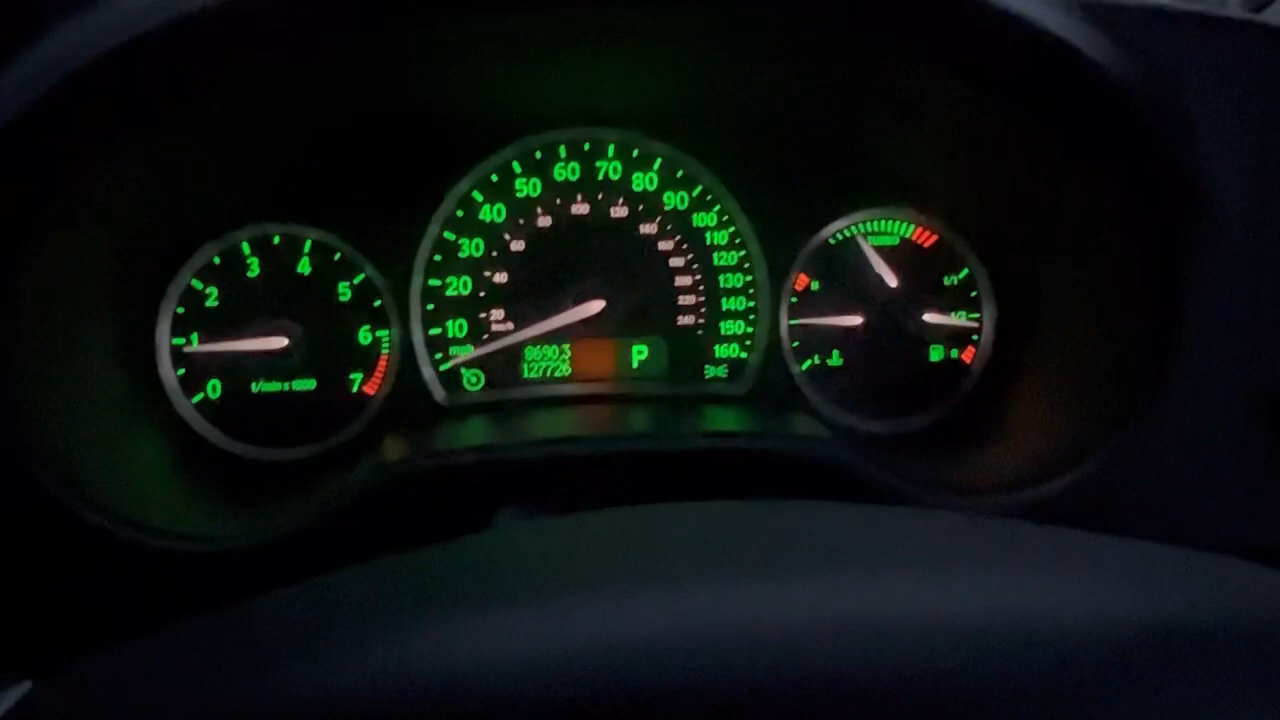 0 1 2 3 4 5 6 7
1/min x 1000
10 20 30 40 50 60 70 80 90 100 110 120 130 140 150 160
mph
20 40 60 80 100 120 140 160 180 200 220 240
km/h
86903
127726
P
TURBO
H
L
1/1
1/2
R